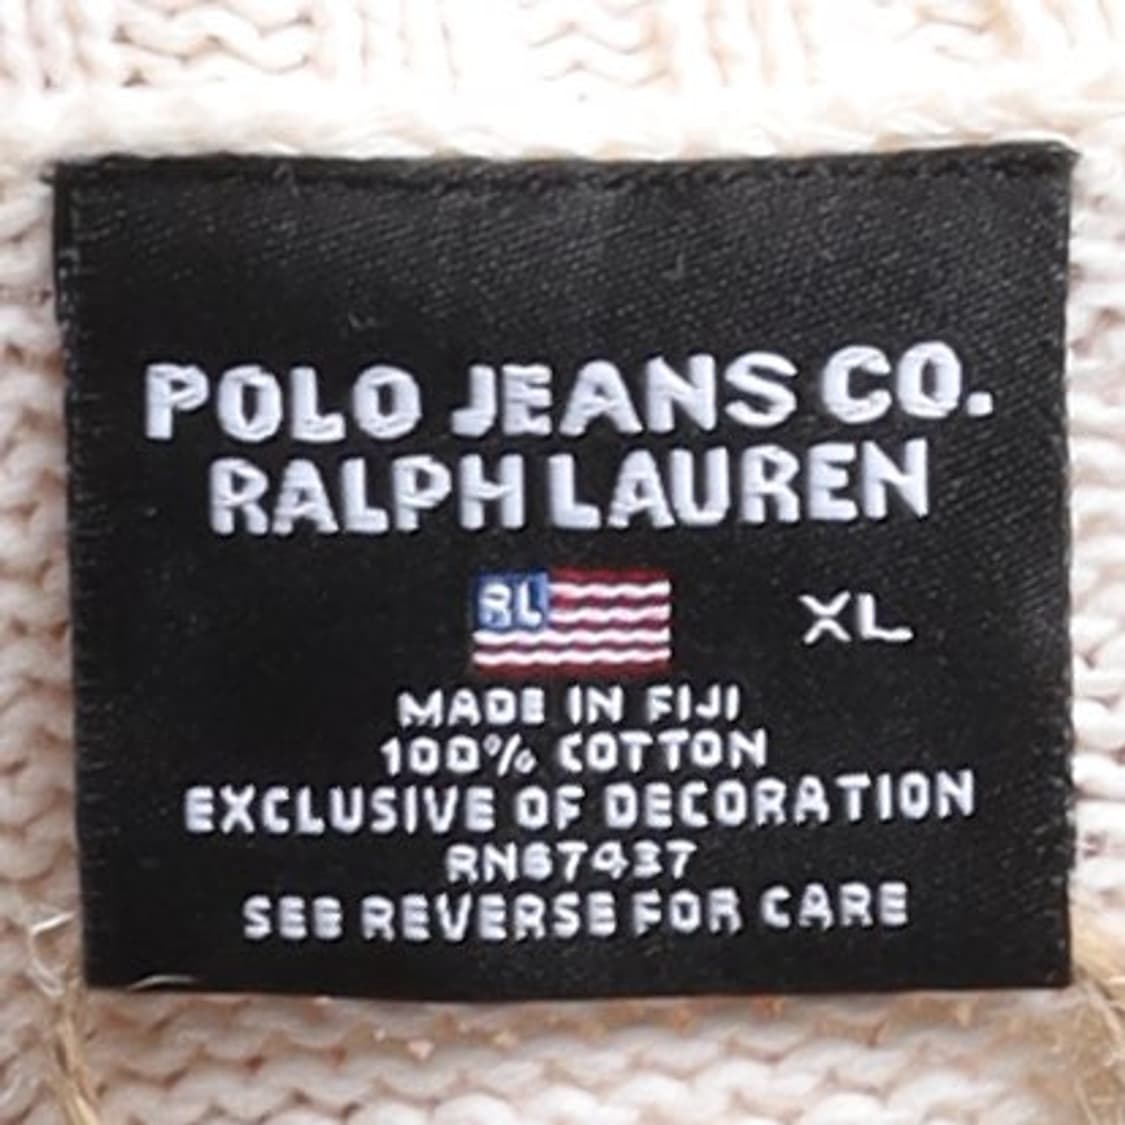 POLO JEANS CO.
RALPH LAUREN
RL
XL
MADE IN FIJI
100% COTTON
EXCLUSIVE OF DECORATION
RN67437
SEE REVERSE FOR CARE